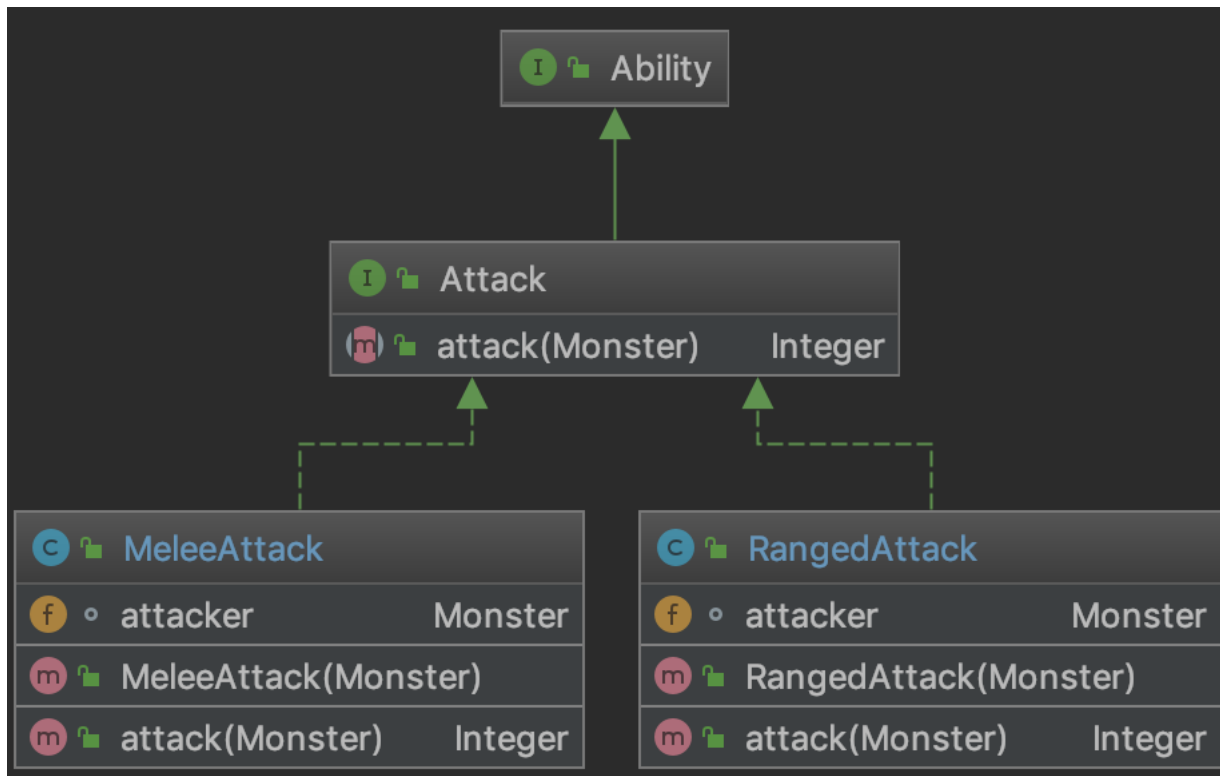 I Ability
I Attack
m attack(Monster) Integer
C MeleeAttack
f attacker Monster
m MeleeAttack(Monster)
m attack(Monster) Integer
C RangedAttack
f attacker Monster
m RangedAttack(Monster)
m attack(Monster) Integer